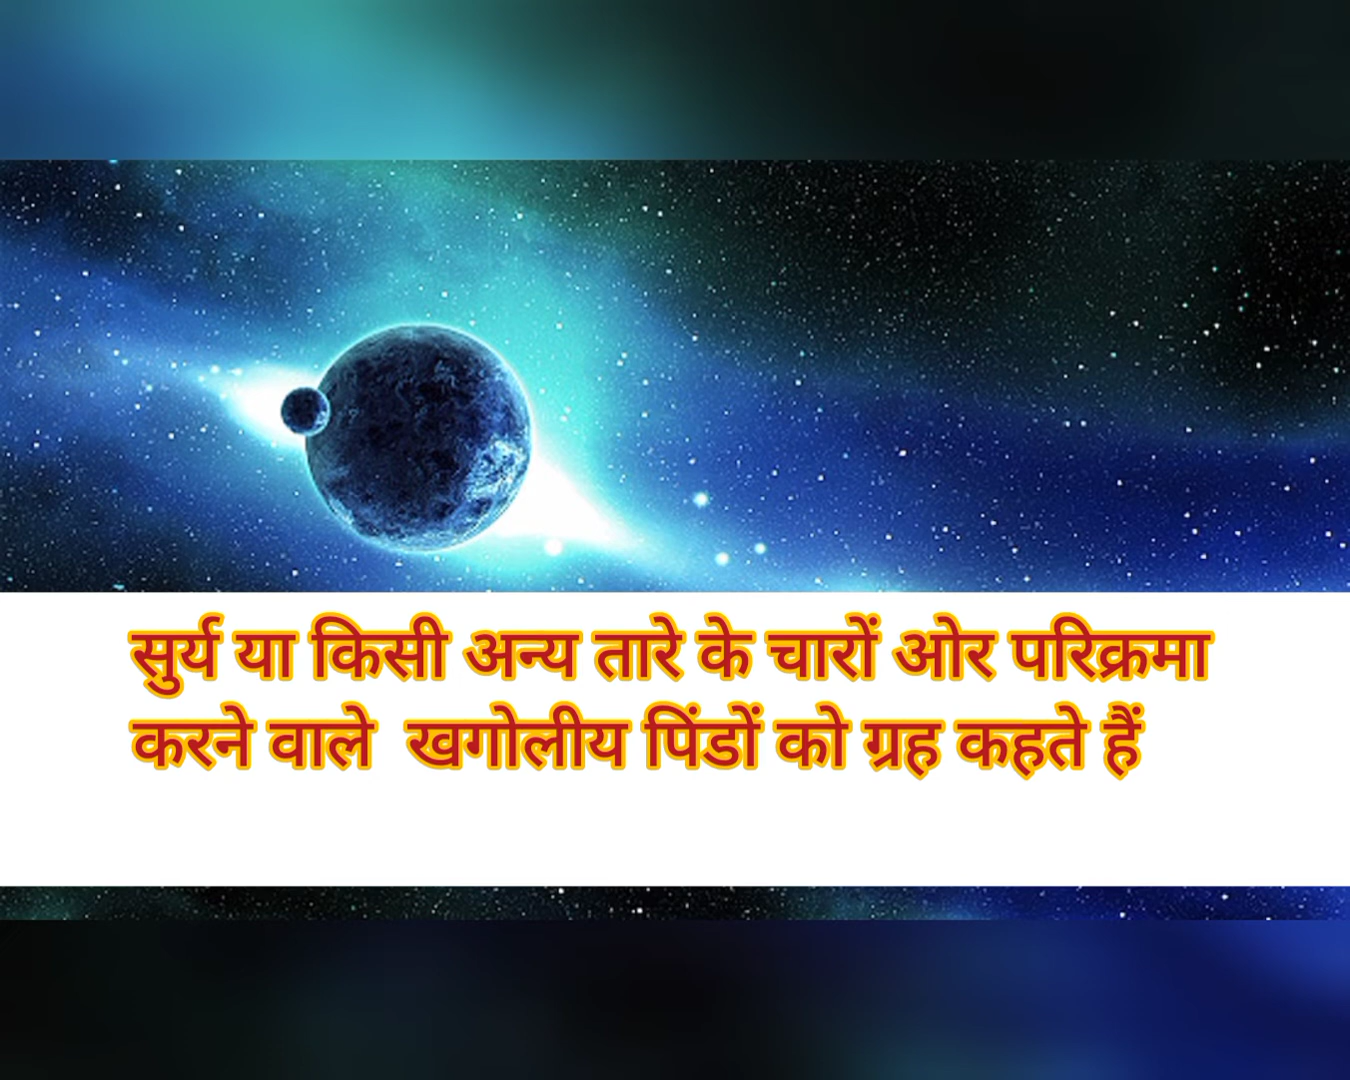 सुर्य या किसी अन्य तारे के चारों ओर परिक्रमा
करने वाले खगोलीय पिंडों को ग्रह कहते हैं